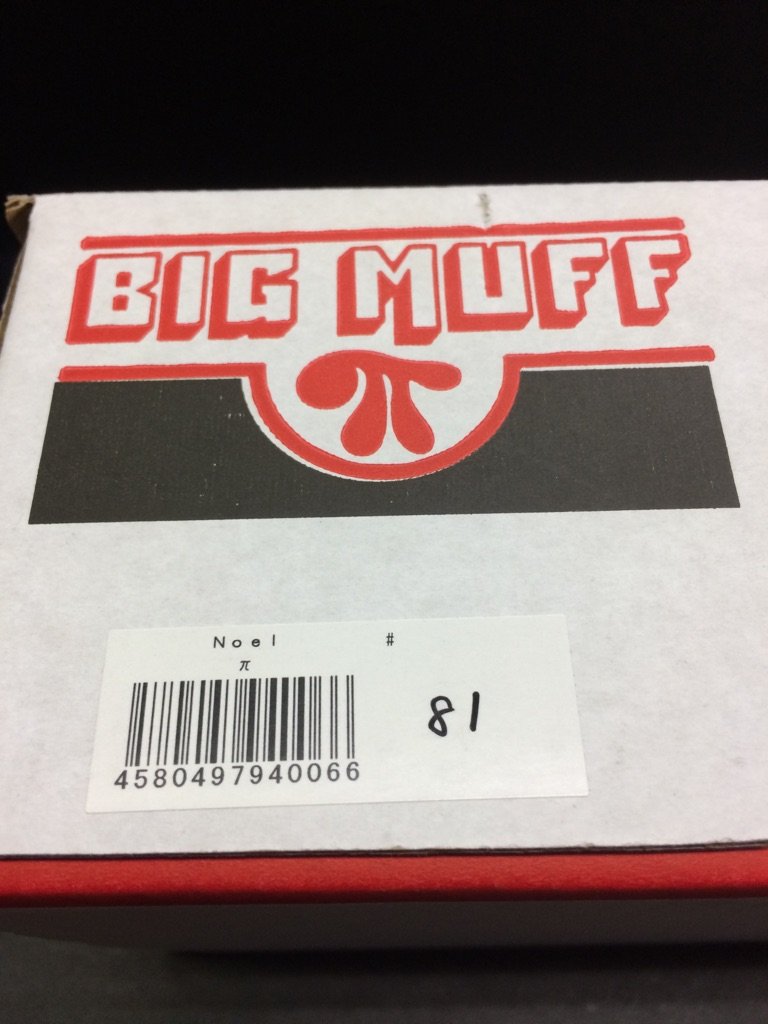 BIG MUFF
π
Noel #
π
81
4580497940066